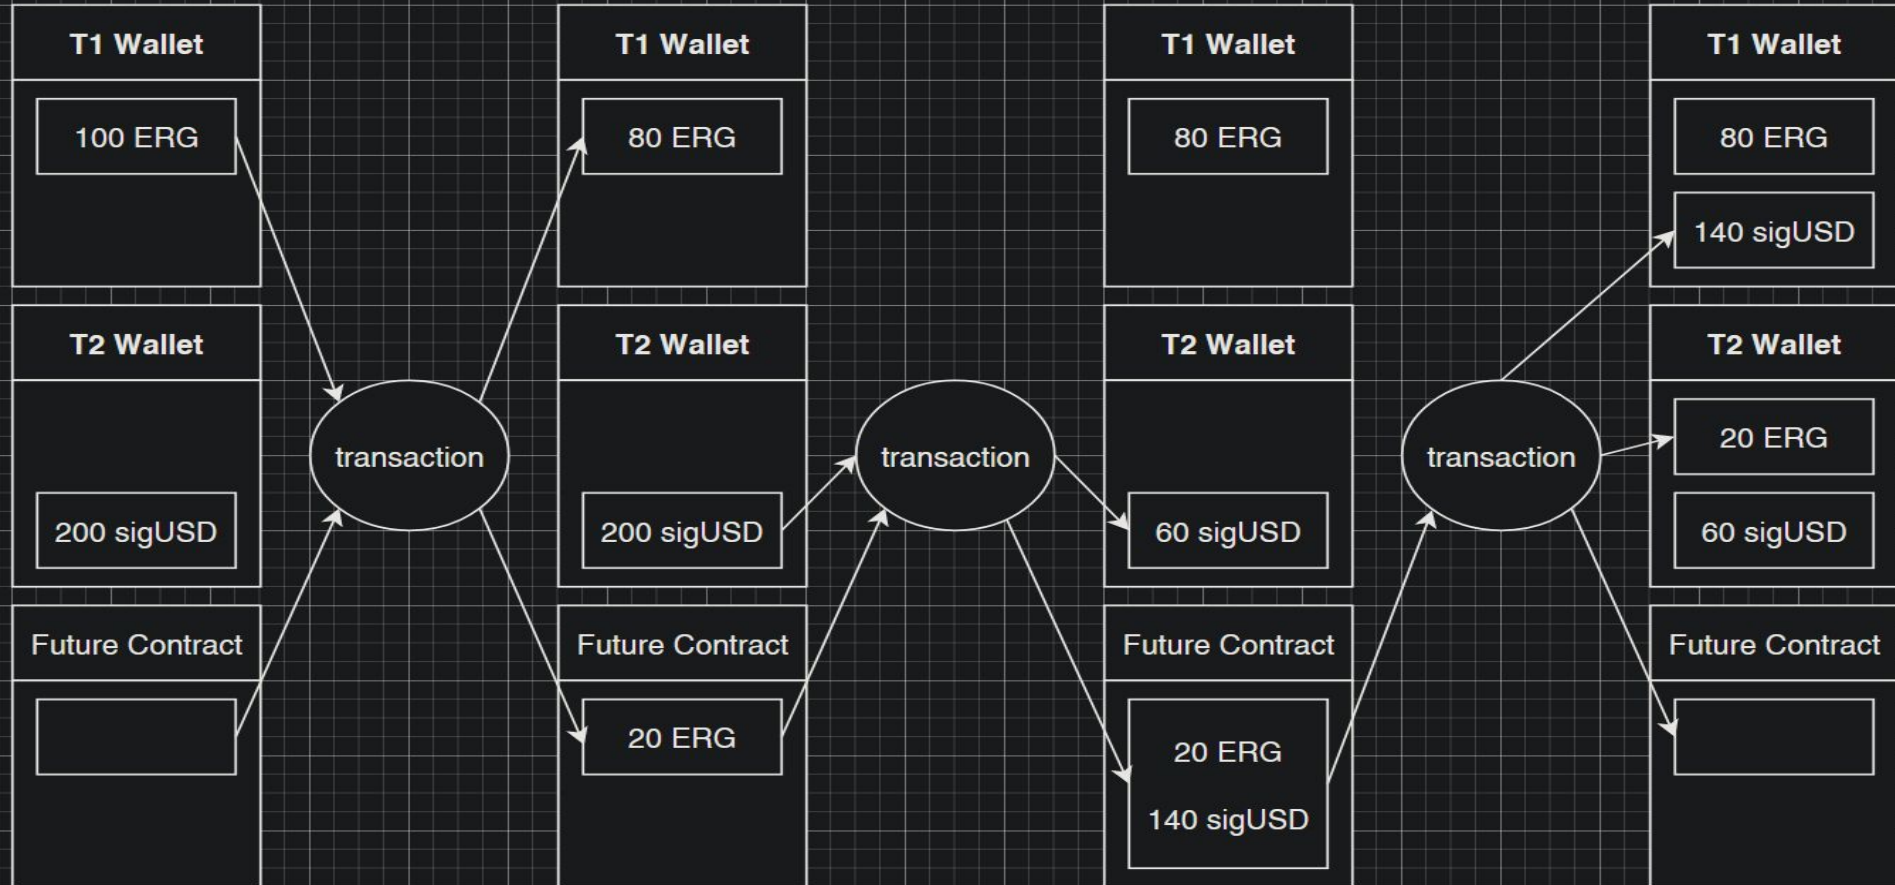 T1 Wallet
100 ERG
T2 Wallet
200 sigUSD
Future Contract
transaction
T1 Wallet
80 ERG
T2 Wallet
200 sigUSD
Future Contract
20 ERG
transaction
T1 Wallet
80 ERG
T2 Wallet
60 sigUSD
Future Contract
20 ERG
140 sigUSD
transaction
T1 Wallet
80 ERG
140 sigUSD
T2 Wallet
20 ERG
60 sigUSD
Future Contract